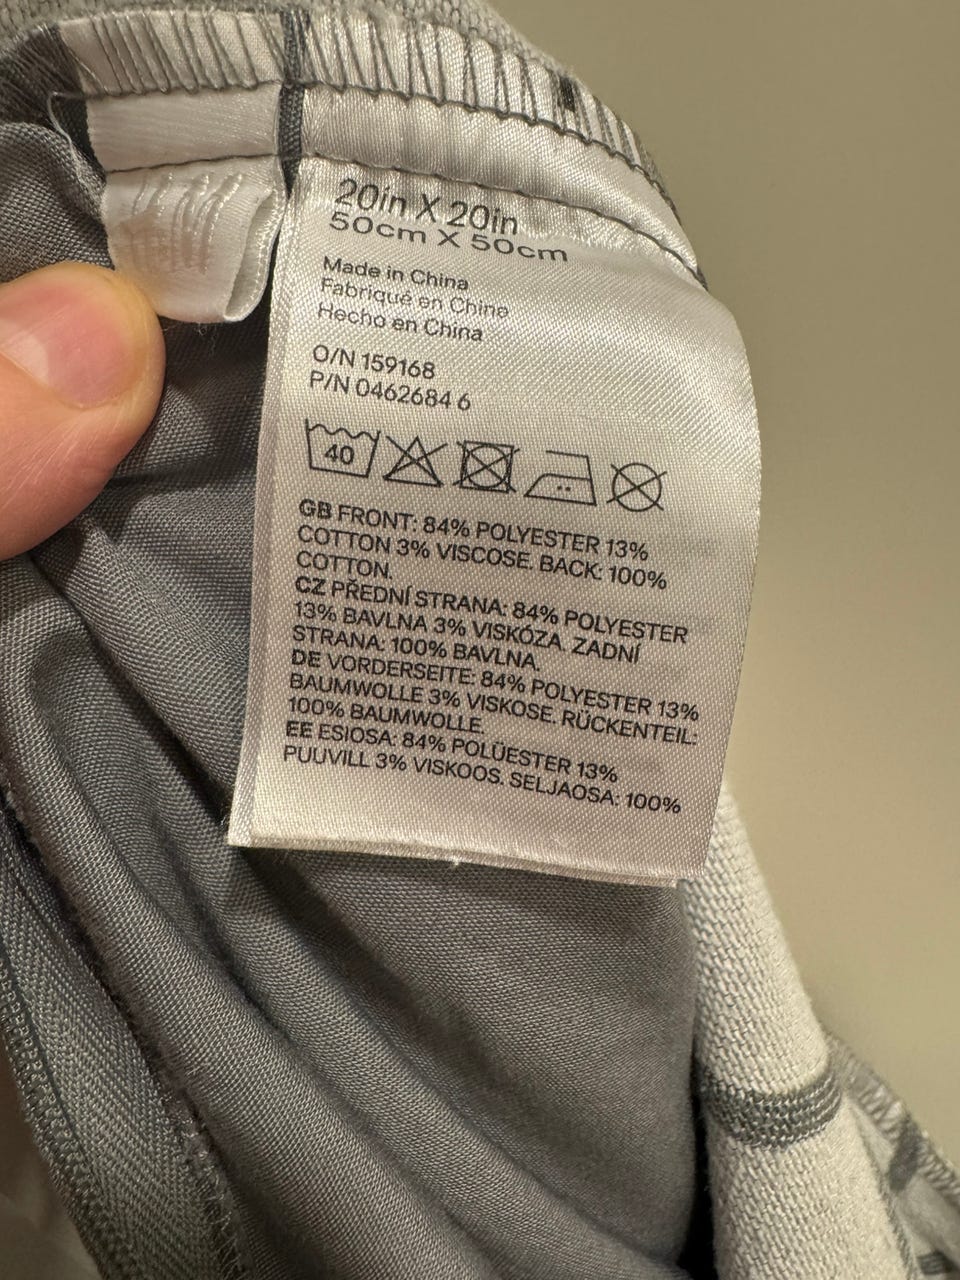 20in X 20in
50cm X 50cm
Made in China
Fabriqué en Chine
Hecho en China
O/N 159168
P/N 0462684 6
40
GB FRONT: 84% POLYESTER 13%
COTTON 3% VISCOSE. BACK: 100%
COTTON.
CZ PŘEDNÍ STRANA: 84% POLYESTER
13% BAVLNA 3% VISKÓZA. ZADNÍ
STRANA: 100% BAVLNA.
DE VORDERSEITE: 84% POLYESTER 13%
BAUMWOLLE 3% VISKOSE. RÜCKENTEIL:
100% BAUMWOLLE.
EE ESIOSA: 84% POLÜESTER 13%
PUUVILL 3% VISKOOS. SELJAOSA: 100%